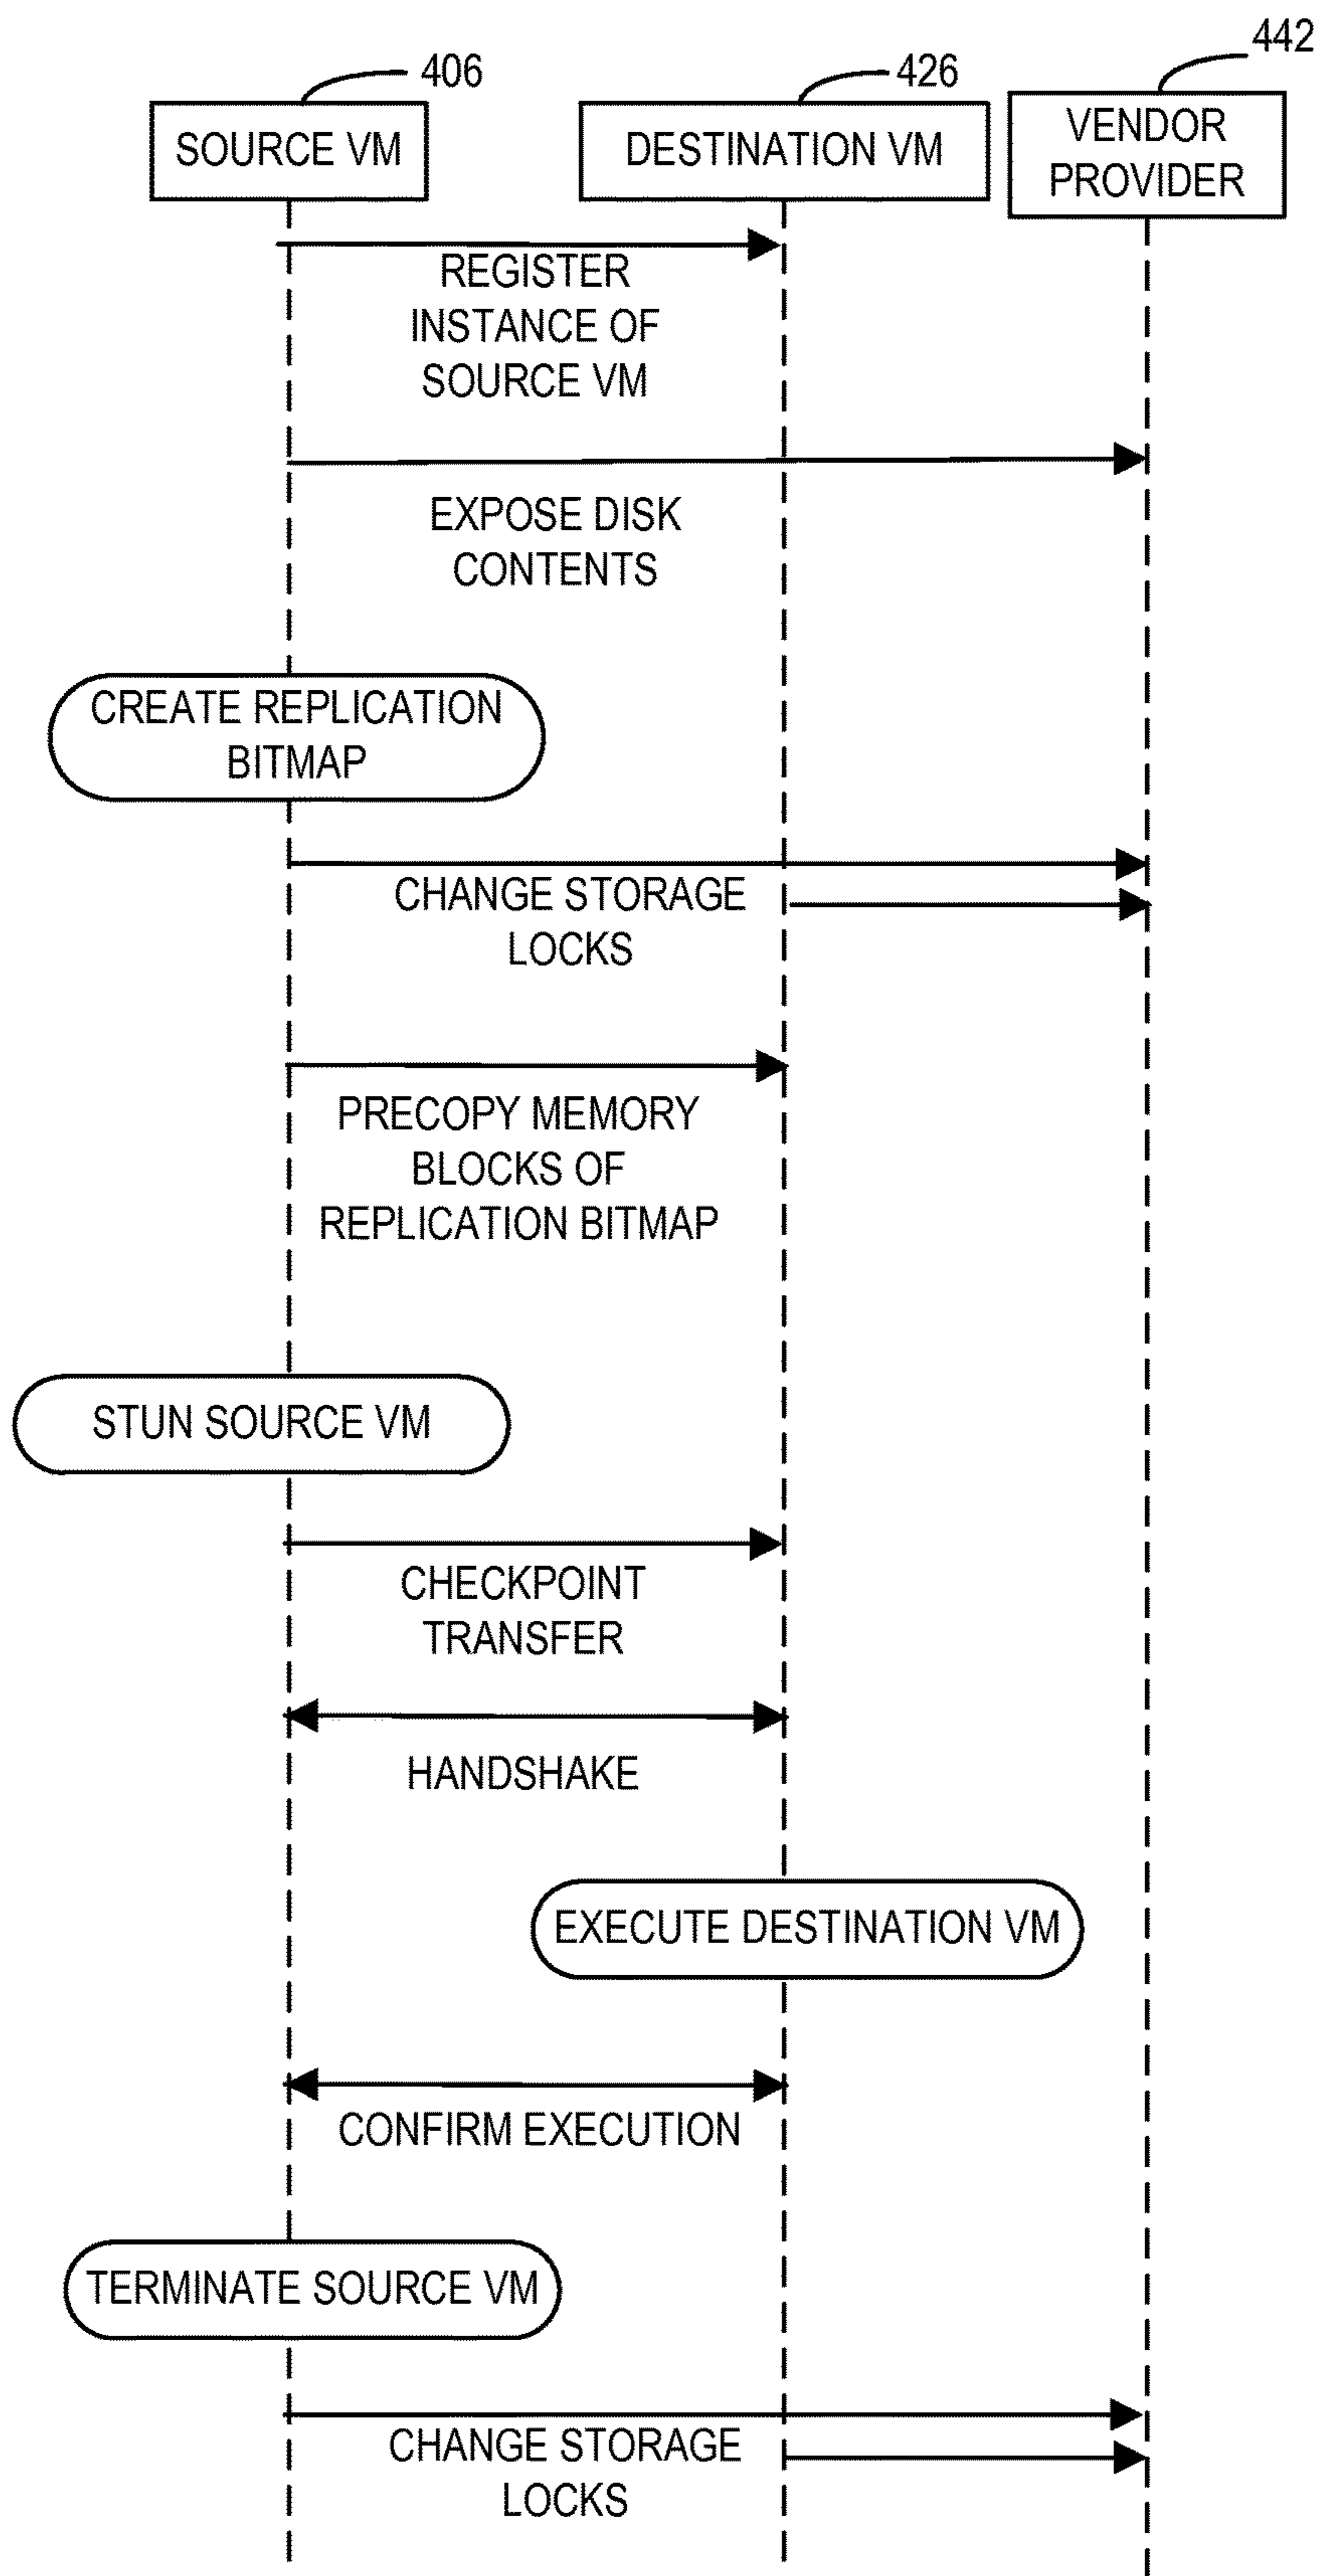 442
406
426
SOURCE VM
DESTINATION VM
VENDOR
PROVIDER
REGISTER
INSTANCE OF
SOURCE VM
EXPOSE DISK
CONTENTS
CREATE REPLICATION
BITMAP
CHANGE STORAGE
LOCKS
PRECOPY MEMORY
BLOCKS OF
REPLICATION BITMAP
STUN SOURCE VM
CHECKPOINT
TRANSFER
HANDSHAKE
EXECUTE DESTINATION VM
CONFIRM EXECUTION
TERMINATE SOURCE VM
CHANGE STORAGE
LOCKS